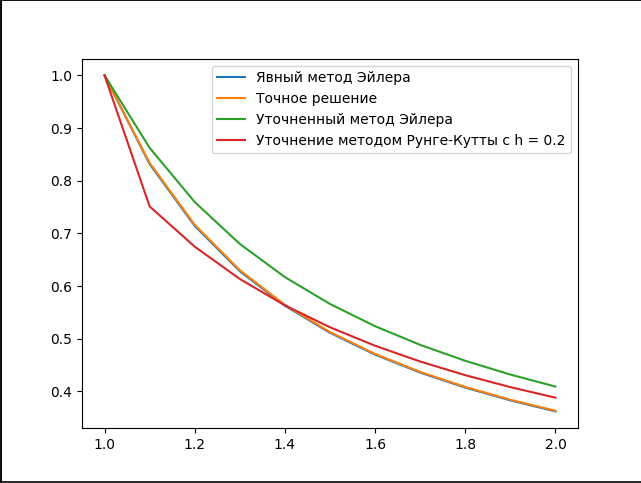 Явный метод Эйлера
Точное решение
Уточненный метод Эйлера
Уточнение методом Рунге-Кутты с h = 0.2
1.0
0.9
0.8
0.7
0.6
0.5
0.4
1.0 1.2 1.4 1.6 1.8 2.0